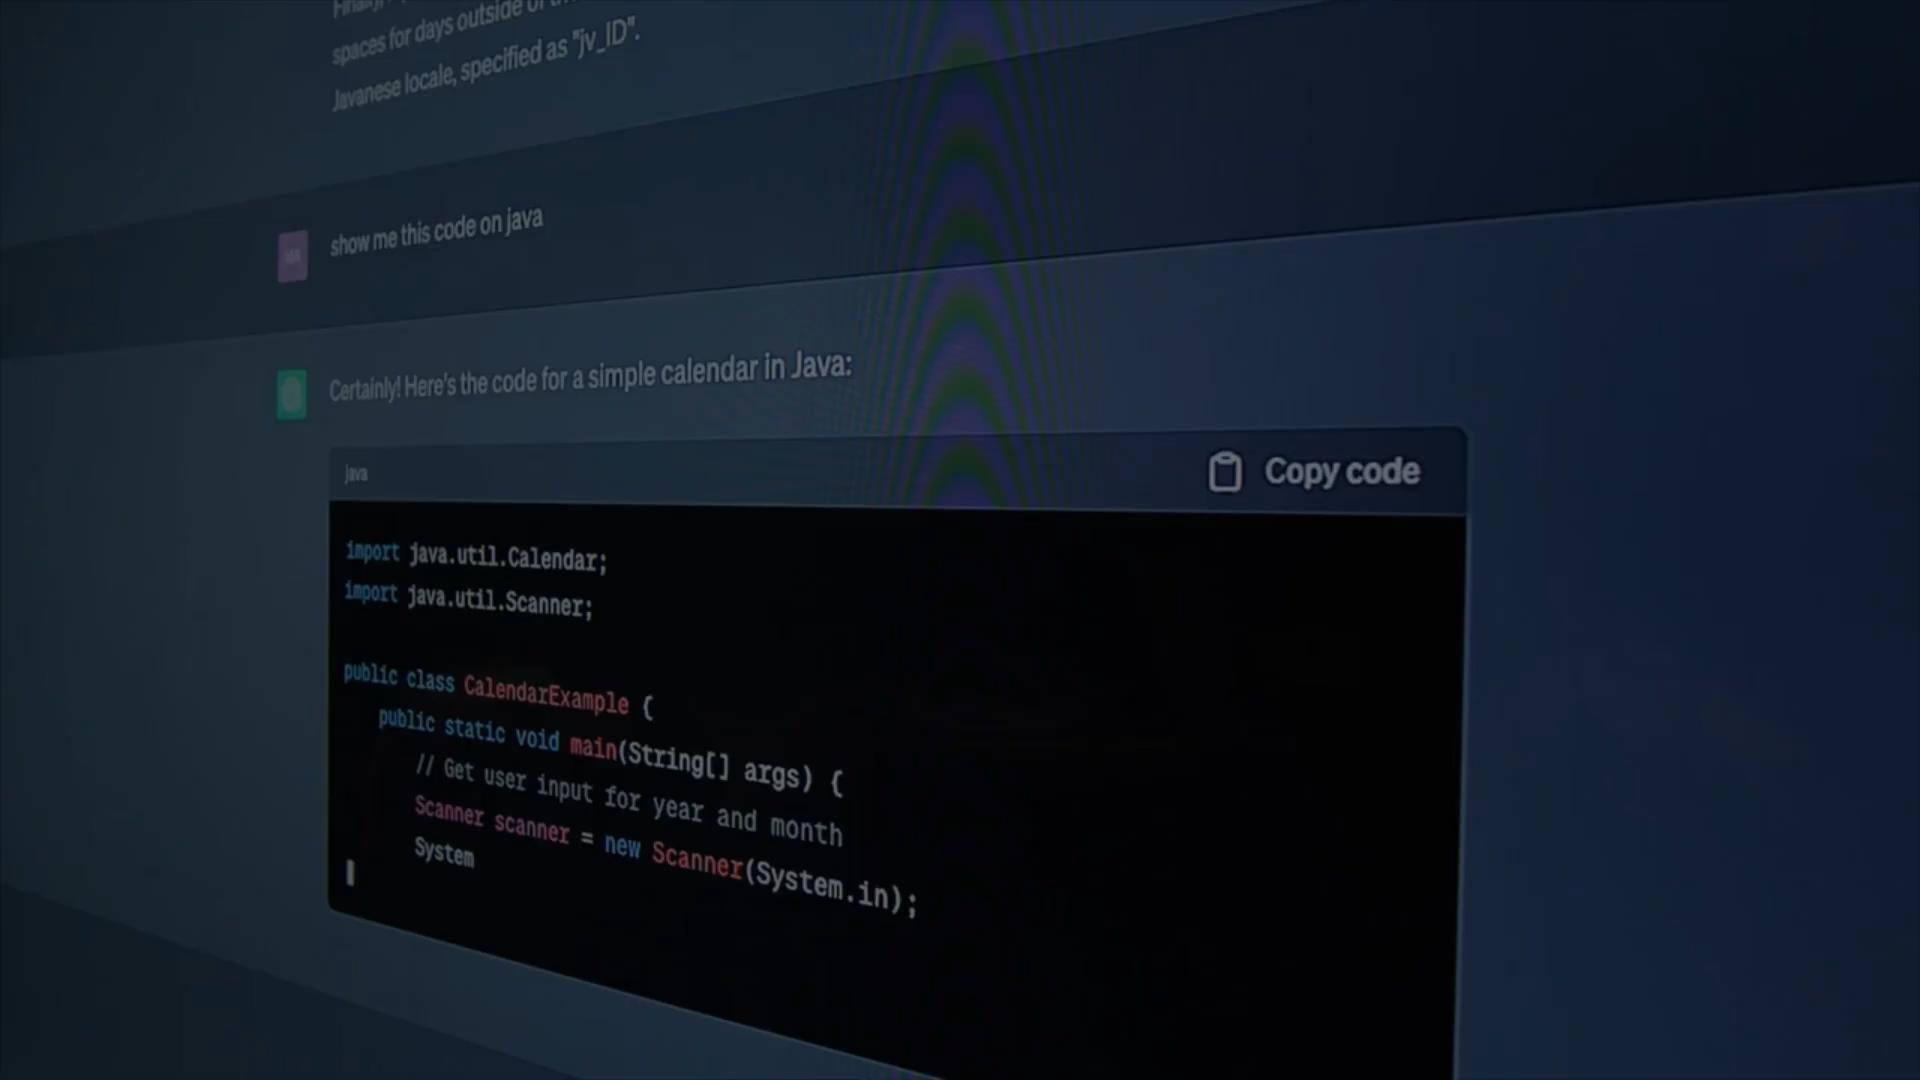 spaces for days outside of
Javanese locale, specified as "jv_ID".
show me this code on java
Certainly! Here's the code for a simple calendar in Java:
java
Copy code
import java.util.Calendar;
import java.util.Scanner;
public class CalendarExample {
public static void main(String[] args) {
// Get user input for year and month
Scanner scanner = new Scanner(System.in);
System